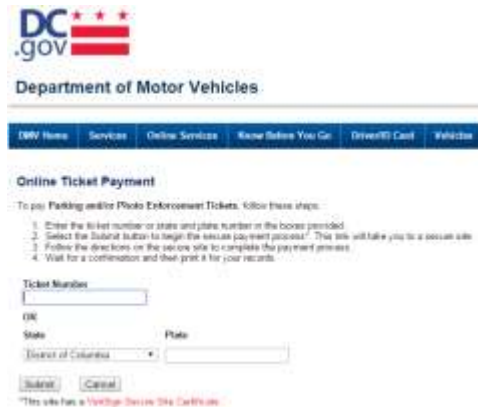 DC
.gov
Department of Motor Vehicles
DMV Home Services Online Services Know Before You Go Driver/ID Card Vehicles
Online Ticket Payment
To pay Parking and/or Photo Enforcement Tickets, follow these steps:
1. Enter the ticket number or state and plate number in the boxes provided.
2. Select the Submit button to begin the secure payment process*. This link will take you to a secure site.
3. Follow the directions on the secure site to complete the payment process.
4. Wait for a confirmation and then print it for your records.
Ticket Number
OR
State Plate
District of Columbia
Submit Cancel
*This site has a VeriSign Secure Site Certificate.